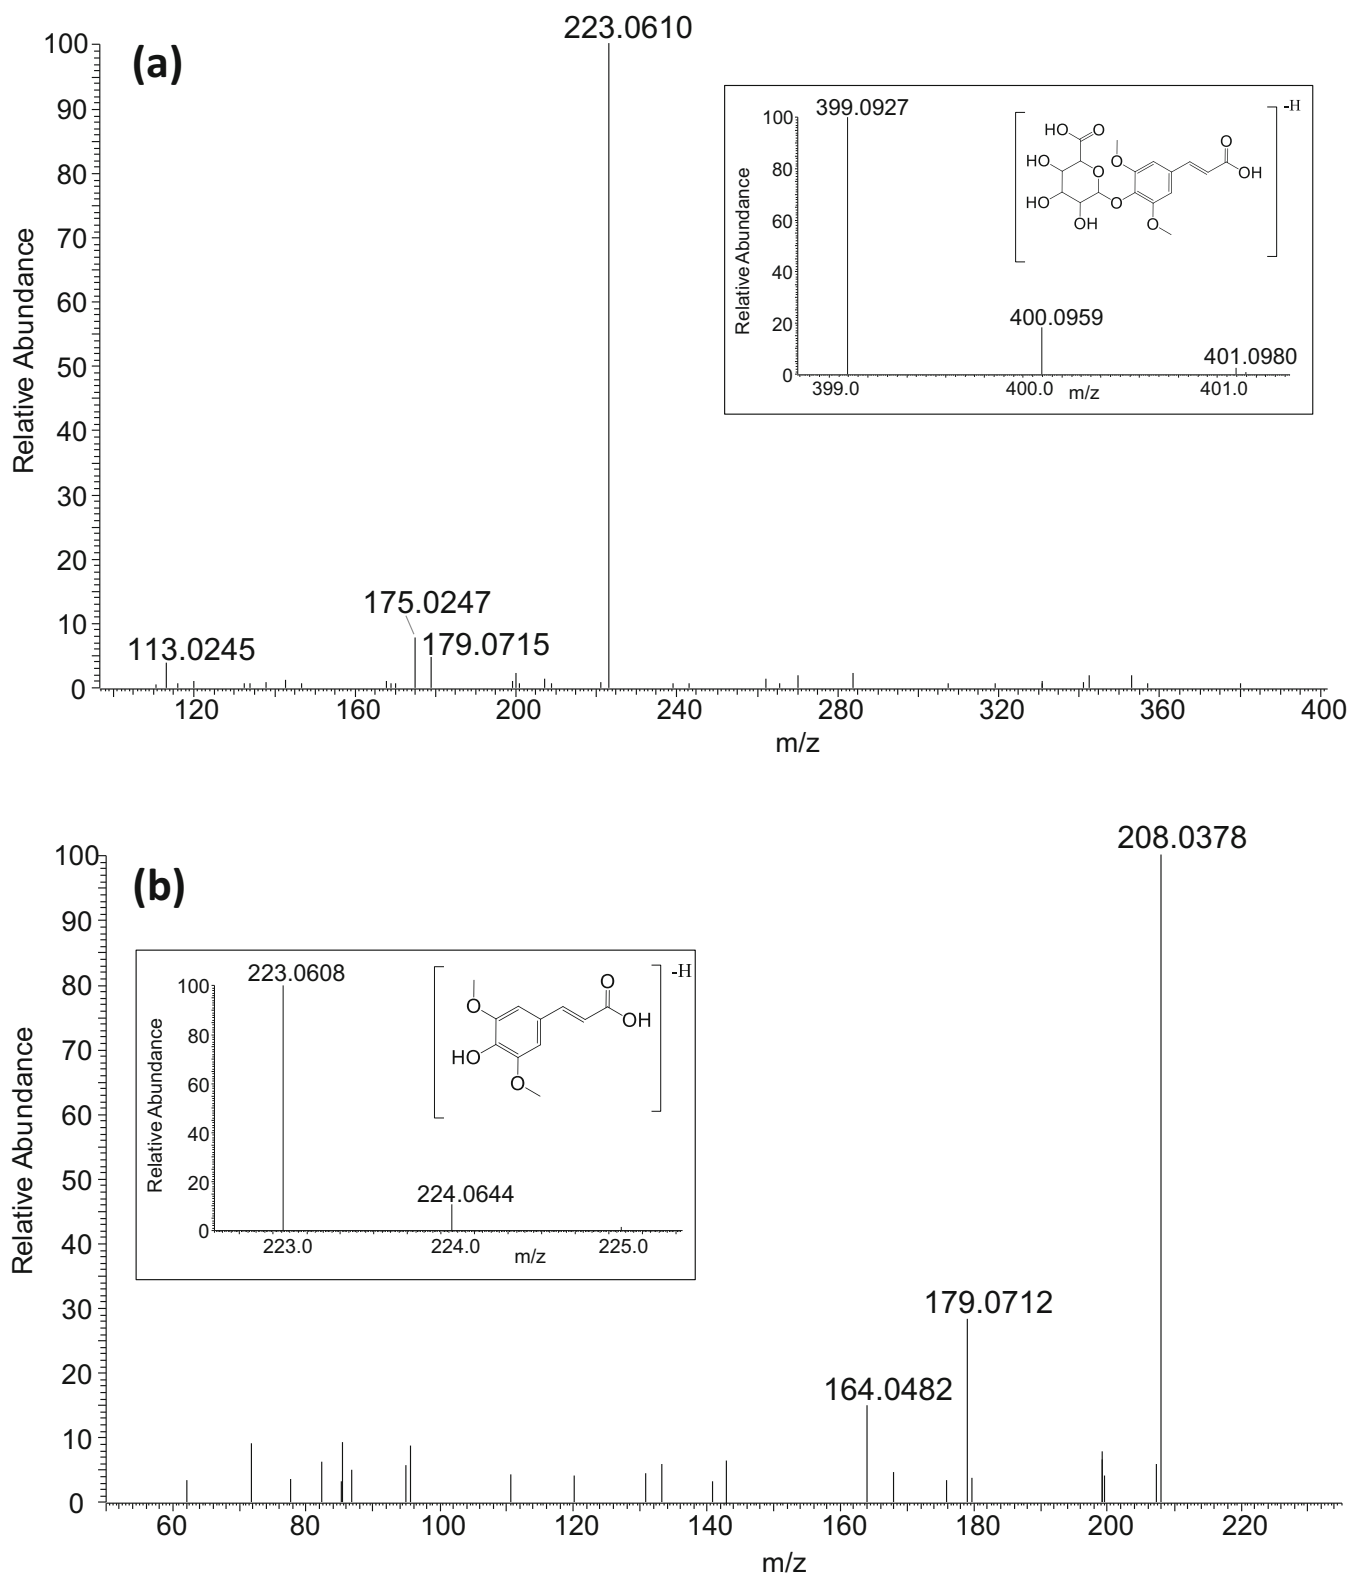 (a)
223.0610
175.0247
179.0715
113.0245
100
90
80
70
60
50
40
30
20
10
0
Relative Abundance
120 160 200 240 280 320 360 400
m/z
399.0927
400.0959
401.0980
100
80
60
40
20
0
Relative Abundance
399.0 400.0 401.0
m/z
-H
HO O
HO
O
O
HO
OH
O
O
O
OH
(b)
208.0378
179.0712
164.0482
100
90
80
70
60
50
40
30
20
10
0
Relative Abundance
60 80 100 120 140 160 180 200 220
m/z
223.0608
224.0644
100
80
60
40
20
0
Relative Abundance
223.0 224.0 225.0
m/z
-H
O
O
OH
HO
O